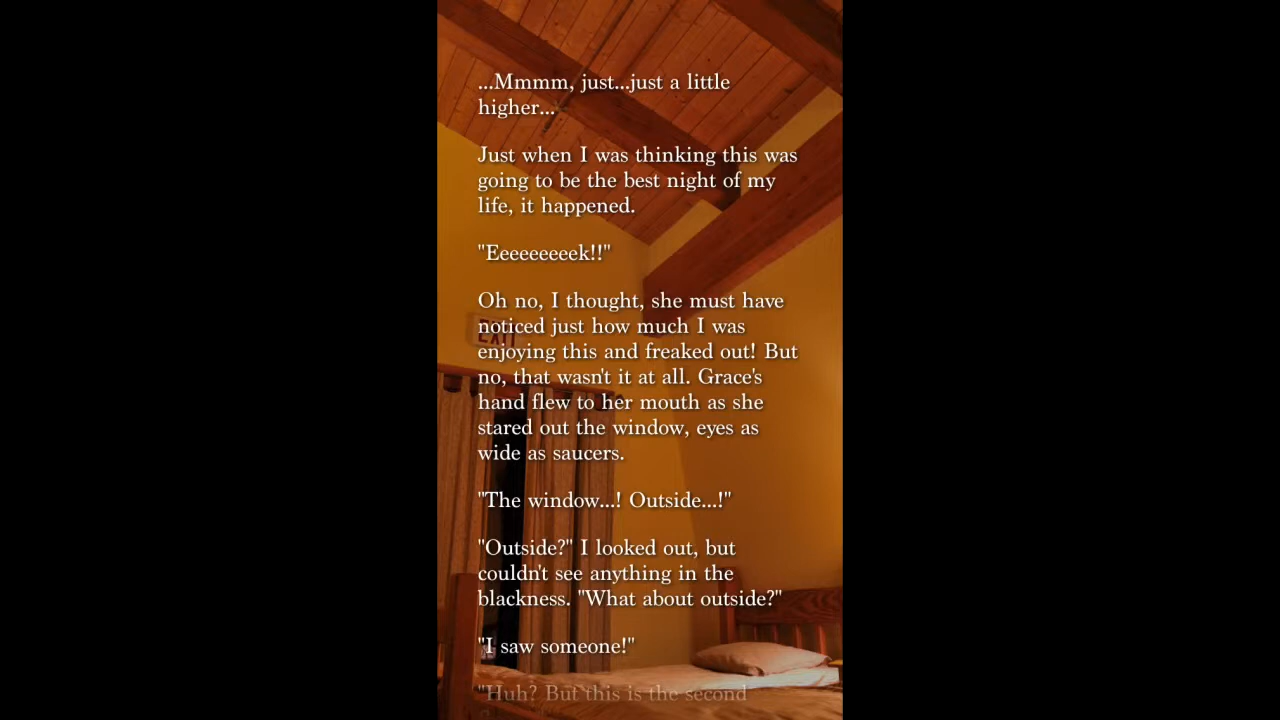 ...Mmmm, just...just a little
higher...
Just when I was thinking this was
going to be the best night of my
life, it happened.
"Eeeeeeeeek!!"
Oh no, I thought, she must have
noticed just how much I was
EXIT
enjoying this and freaked out! But
no, that wasn't it at all. Grace's
hand flew to her mouth as she
stared out the window, eyes as
wide as saucers.
"The window...! Outside...!"
"Outside?" I looked out, but
couldn't see anything in the
blackness. "What about outside?"
"I saw someone!"
"Huh? But this is the second